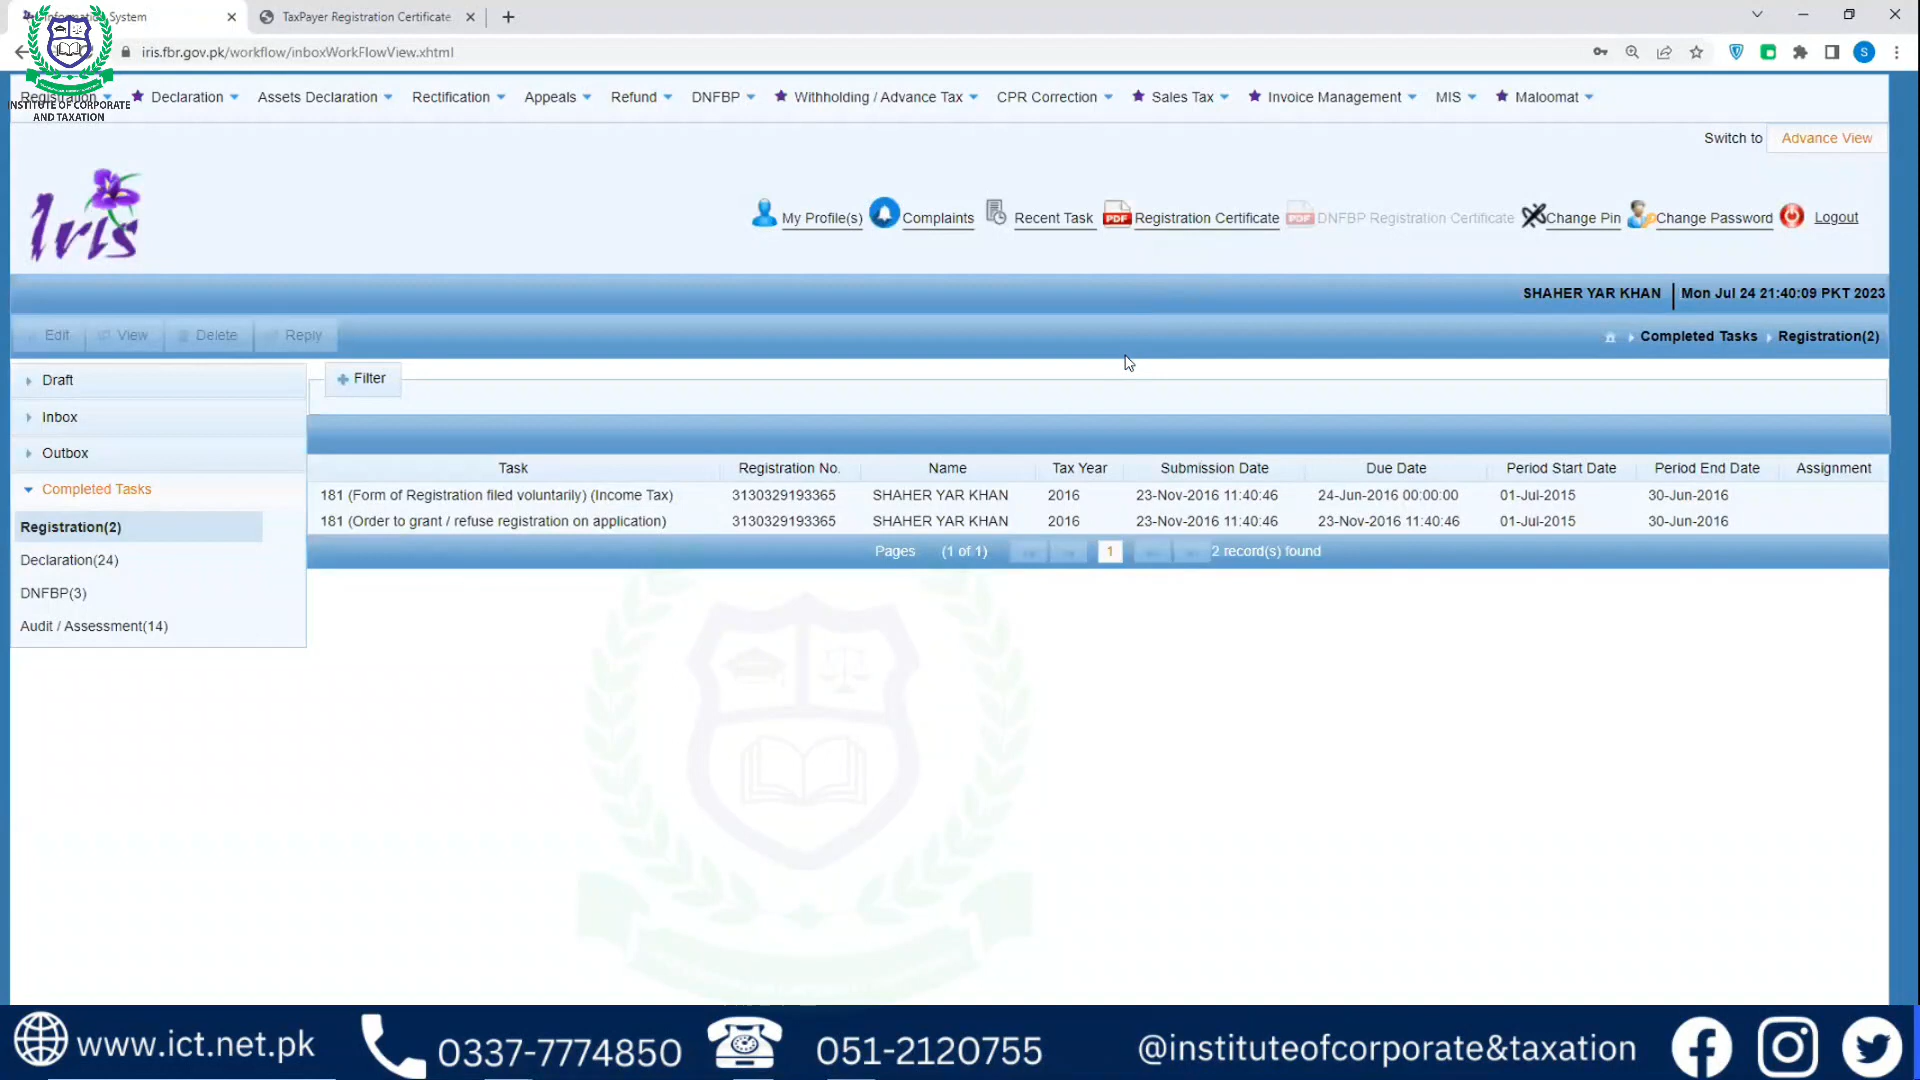 Information System
TaxPayer Registration Certificate
iris.fbr.gov.pk/workflow/inboxWorkFlowView.xhtml
INSTITUTE OF CORPORATE
AND TAXATION
Registration
Declaration
Assets Declaration
Rectification
Appeals
Refund
DNFBP
Withholding / Advance Tax
CPR Correction
Sales Tax
Invoice Management
MIS
Maloomat
Switch to Advance View
Iris
My Profile(s)
Complaints
Recent Task
PDF Registration Certificate
PDF DNFBP Registration Certificate
Change Pin
Change Password
Logout
SHAHER YAR KHAN | Mon Jul 24 21:40:09 PKT 2023
Edit View Delete Reply
Completed Tasks Registration(2)
Draft
Inbox
Outbox
Completed Tasks
Registration(2)
Declaration(24)
DNFBP(3)
Audit / Assessment(14)
Filter
Task Registration No. Name Tax Year Submission Date Due Date Period Start Date Period End Date Assignment
181 (Form of Registration filed voluntarily) (Income Tax) 3130329193365 SHAHER YAR KHAN 2016 23-Nov-2016 11:40:46 24-Jun-2016 00:00:00 01-Jul-2015 30-Jun-2016
181 (Order to grant / refuse registration on application) 3130329193365 SHAHER YAR KHAN 2016 23-Nov-2016 11:40:46 23-Nov-2016 11:40:46 01-Jul-2015 30-Jun-2016
Pages (1 of 1) 1 2 record(s) found
www.ict.net.pk
0337-7774850
051-2120755
@instituteofcorporate&taxation